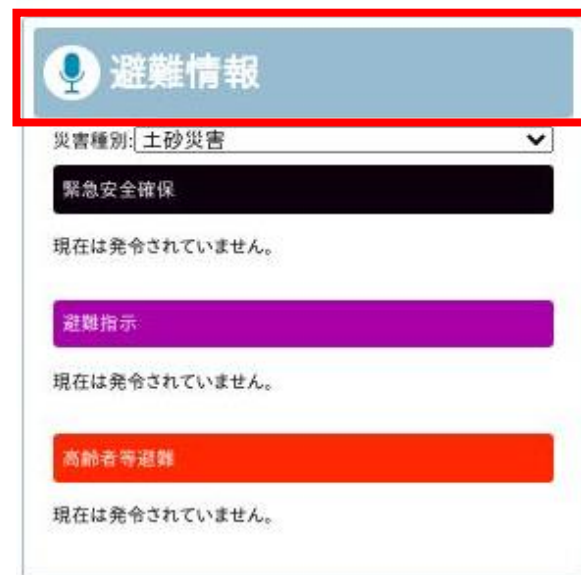 避難情報
災害種別:土砂災害
緊急安全確保
現在は発令されていません。
避難指示
現在は発令されていません。
高齢者等避難
現在は発令されていません。